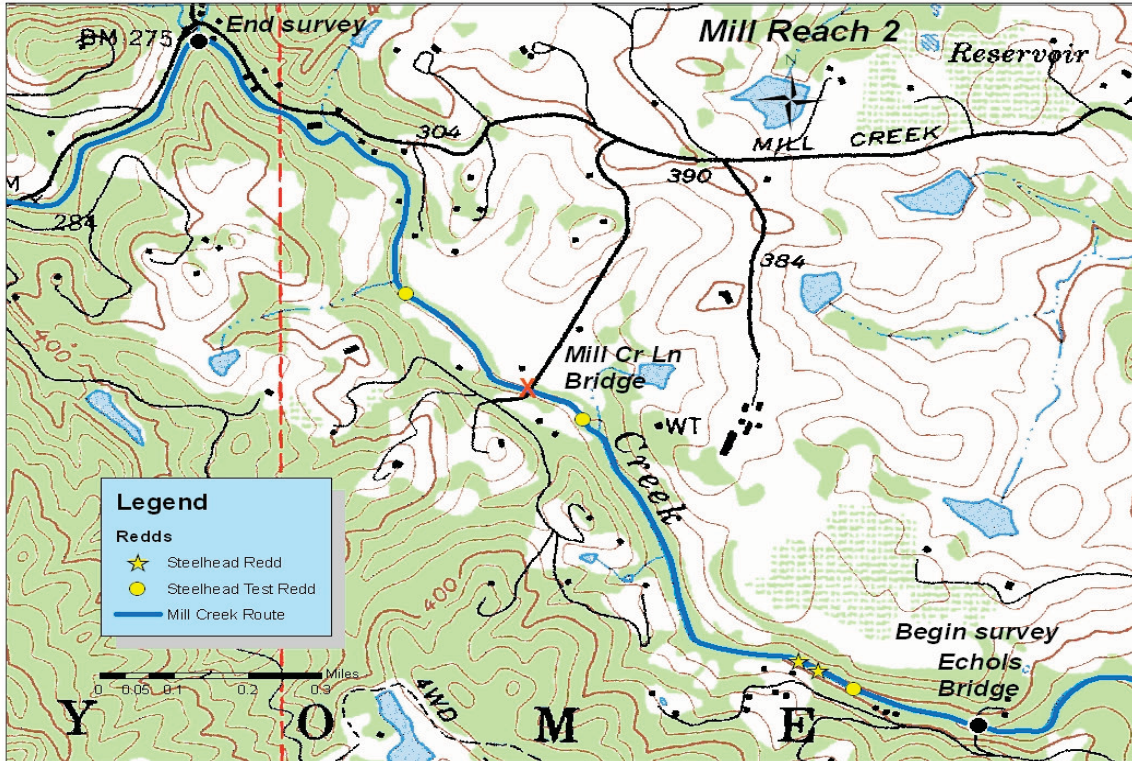 End survey
BM 275
Mill Reach 2
Reservoir
N
304
MILL CREEK
390
M
284
384
400
Mill Cr Ln
Bridge
WT
Creek
Legend
Redds
Steelhead Redd
Steelhead Test Redd
Mill Creek Route
400
Begin survey
Echols
Bridge
Miles
0 0.05 0.1 0.2 0.3
4WD
Y O M E